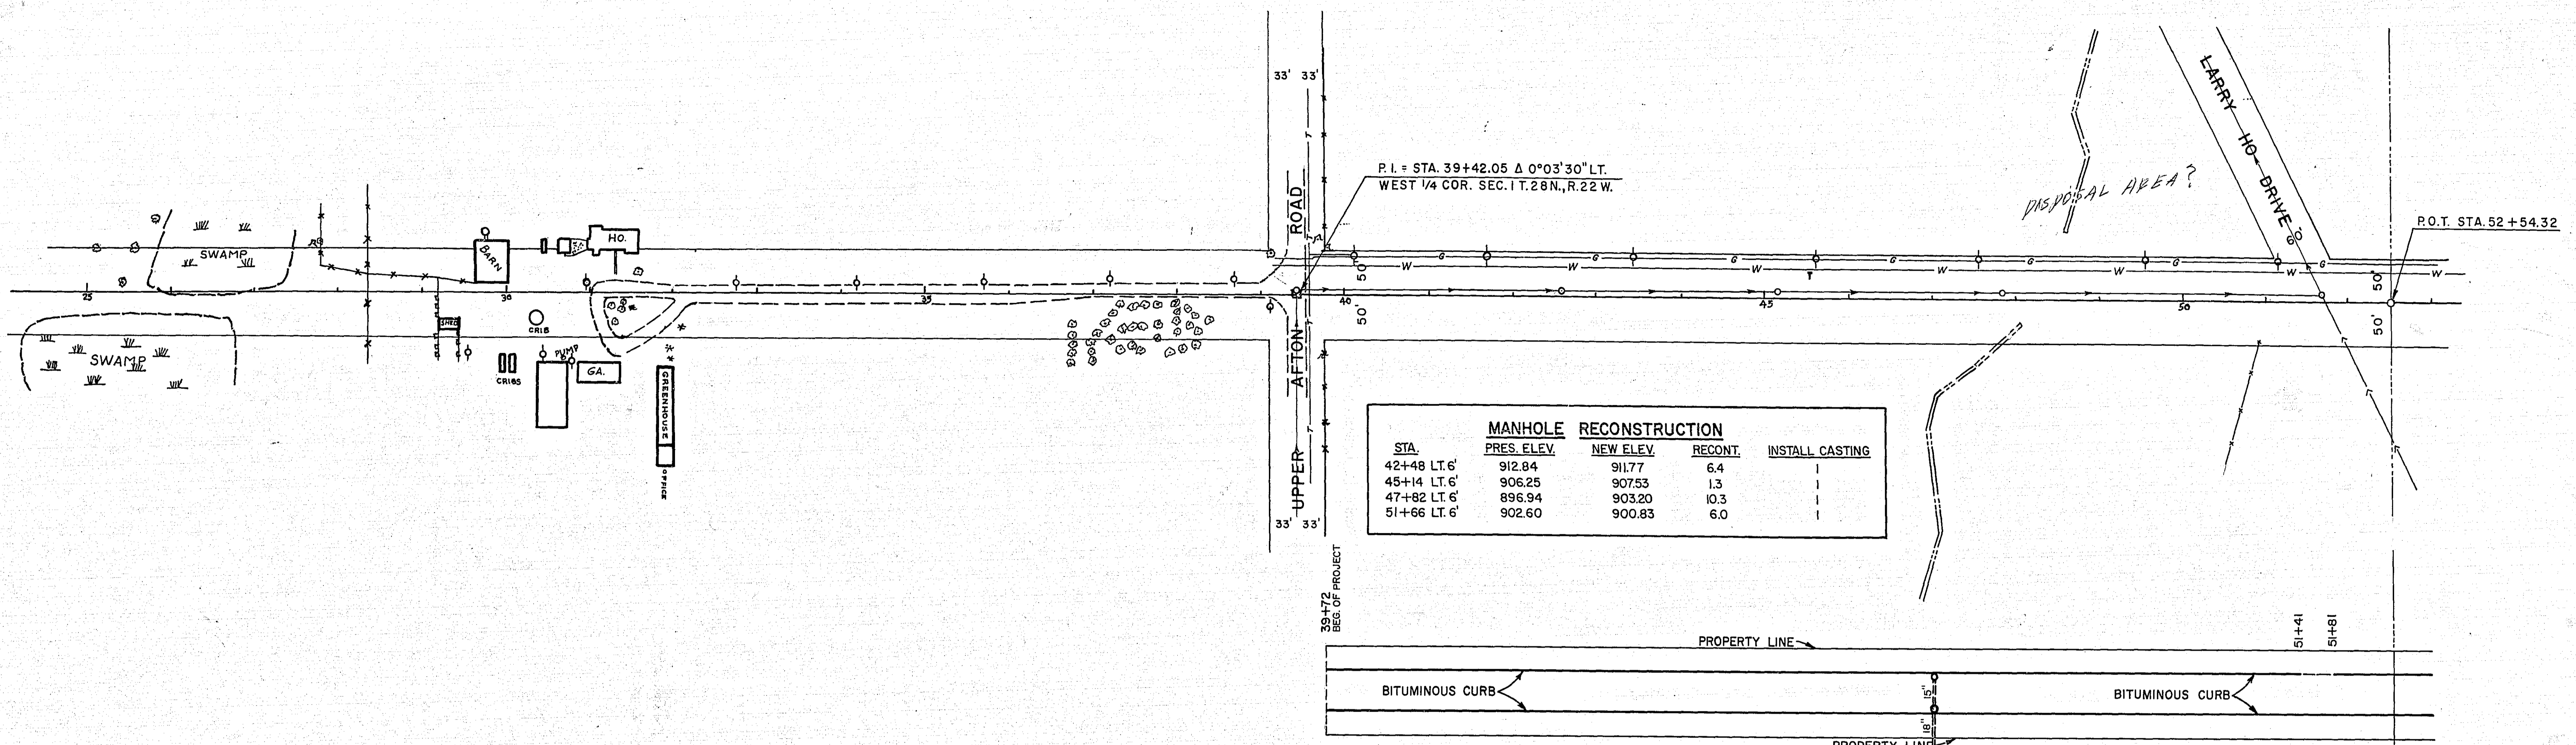 33' 33'
LARRY HO DRIVE
60'
P.I. = STA. 39+42.05 Δ 0°03'30" LT.
WEST 1/4 COR. SEC. 1 T. 28 N., R. 22 W.
DISPOSAL AREA?
P.O.T. STA. 52+54.32
SWAMP
BARN
HO.
UPPER AFTON ROAD
T
G G G G G G G
W W W W W W W
T
50'
50'
50'
50'
25
30
35
40
45
50
SWAMP
SHED
CRIB
CRIBS
PUMP
GA.
GREENHOUSE
OFFICE
33' 33'
MANHOLE RECONSTRUCTION
STA. PRES. ELEV. NEW ELEV. RECONT. INSTALL CASTING
42+48 LT. 6' 912.84 911.77 6.4 1
45+14 LT. 6' 906.25 907.53 1.3 1
47+82 LT. 6' 896.94 903.20 10.3 1
51+66 LT. 6' 902.60 900.83 6.0 1
39+72
BEG. OF PROJECT
51+41
51+81
PROPERTY LINE
BITUMINOUS CURB
15"
BITUMINOUS CURB
18"
PROPERTY LINE